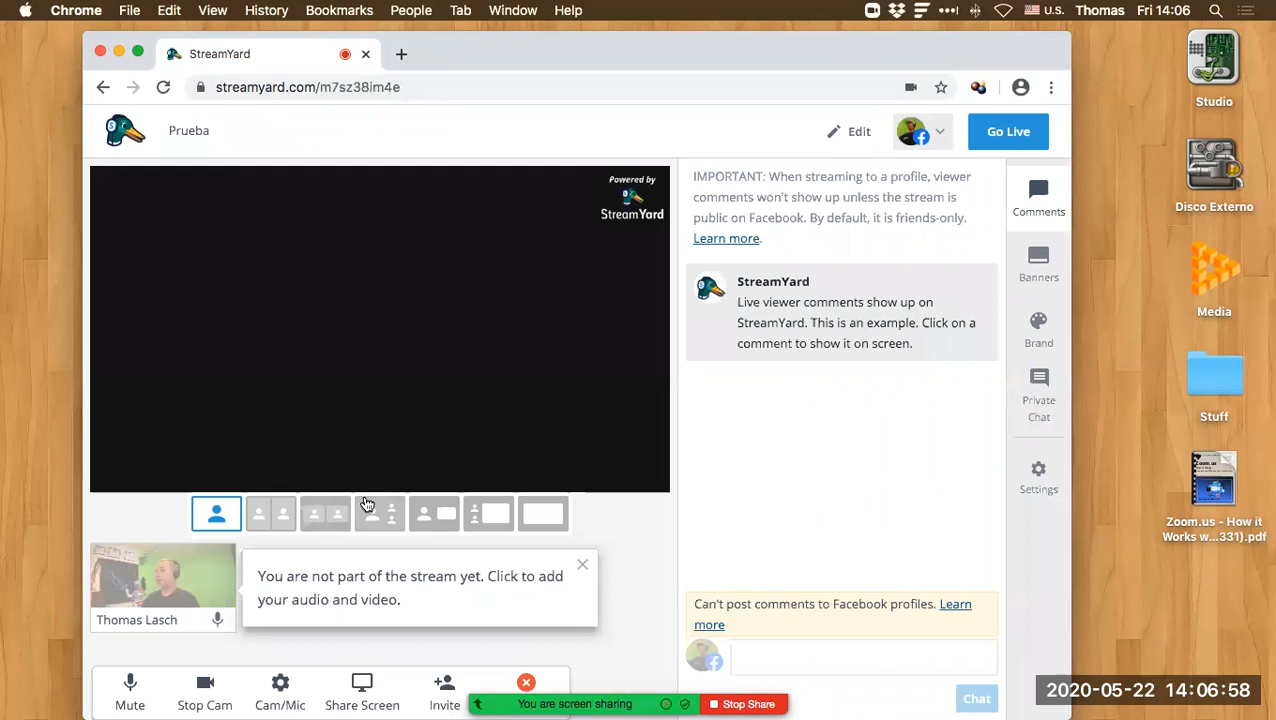 Chrome File Edit View History Bookmarks People Tab Window Help U.S. Thomas Fri 14:06
StreamYard
streamyard.com/m7sz38im4e
Prueba
Edit
Go Live
Powered by
StreamYard
IMPORTANT: When streaming to a profile, viewer
comments won't show up unless the stream is
public on Facebook. By default, it is friends-only.
Learn more.
StreamYard
Live viewer comments show up on
StreamYard. This is an example. Click on a
comment to show it on screen.
Comments
Banners
Brand
Private
Chat
Settings
You are not part of the stream yet. Click to add
your audio and video.
Thomas Lasch
Can't post comments to Facebook profiles. Learn
more
Chat
Mute
Stop Cam
Cam/Mic
Share Screen
Invite
You are screen sharing
Stop Share
Studio
Disco Externo
Media
Stuff
Zoom.us - How it
Works w...331).pdf
2020-05-22 14:06:58